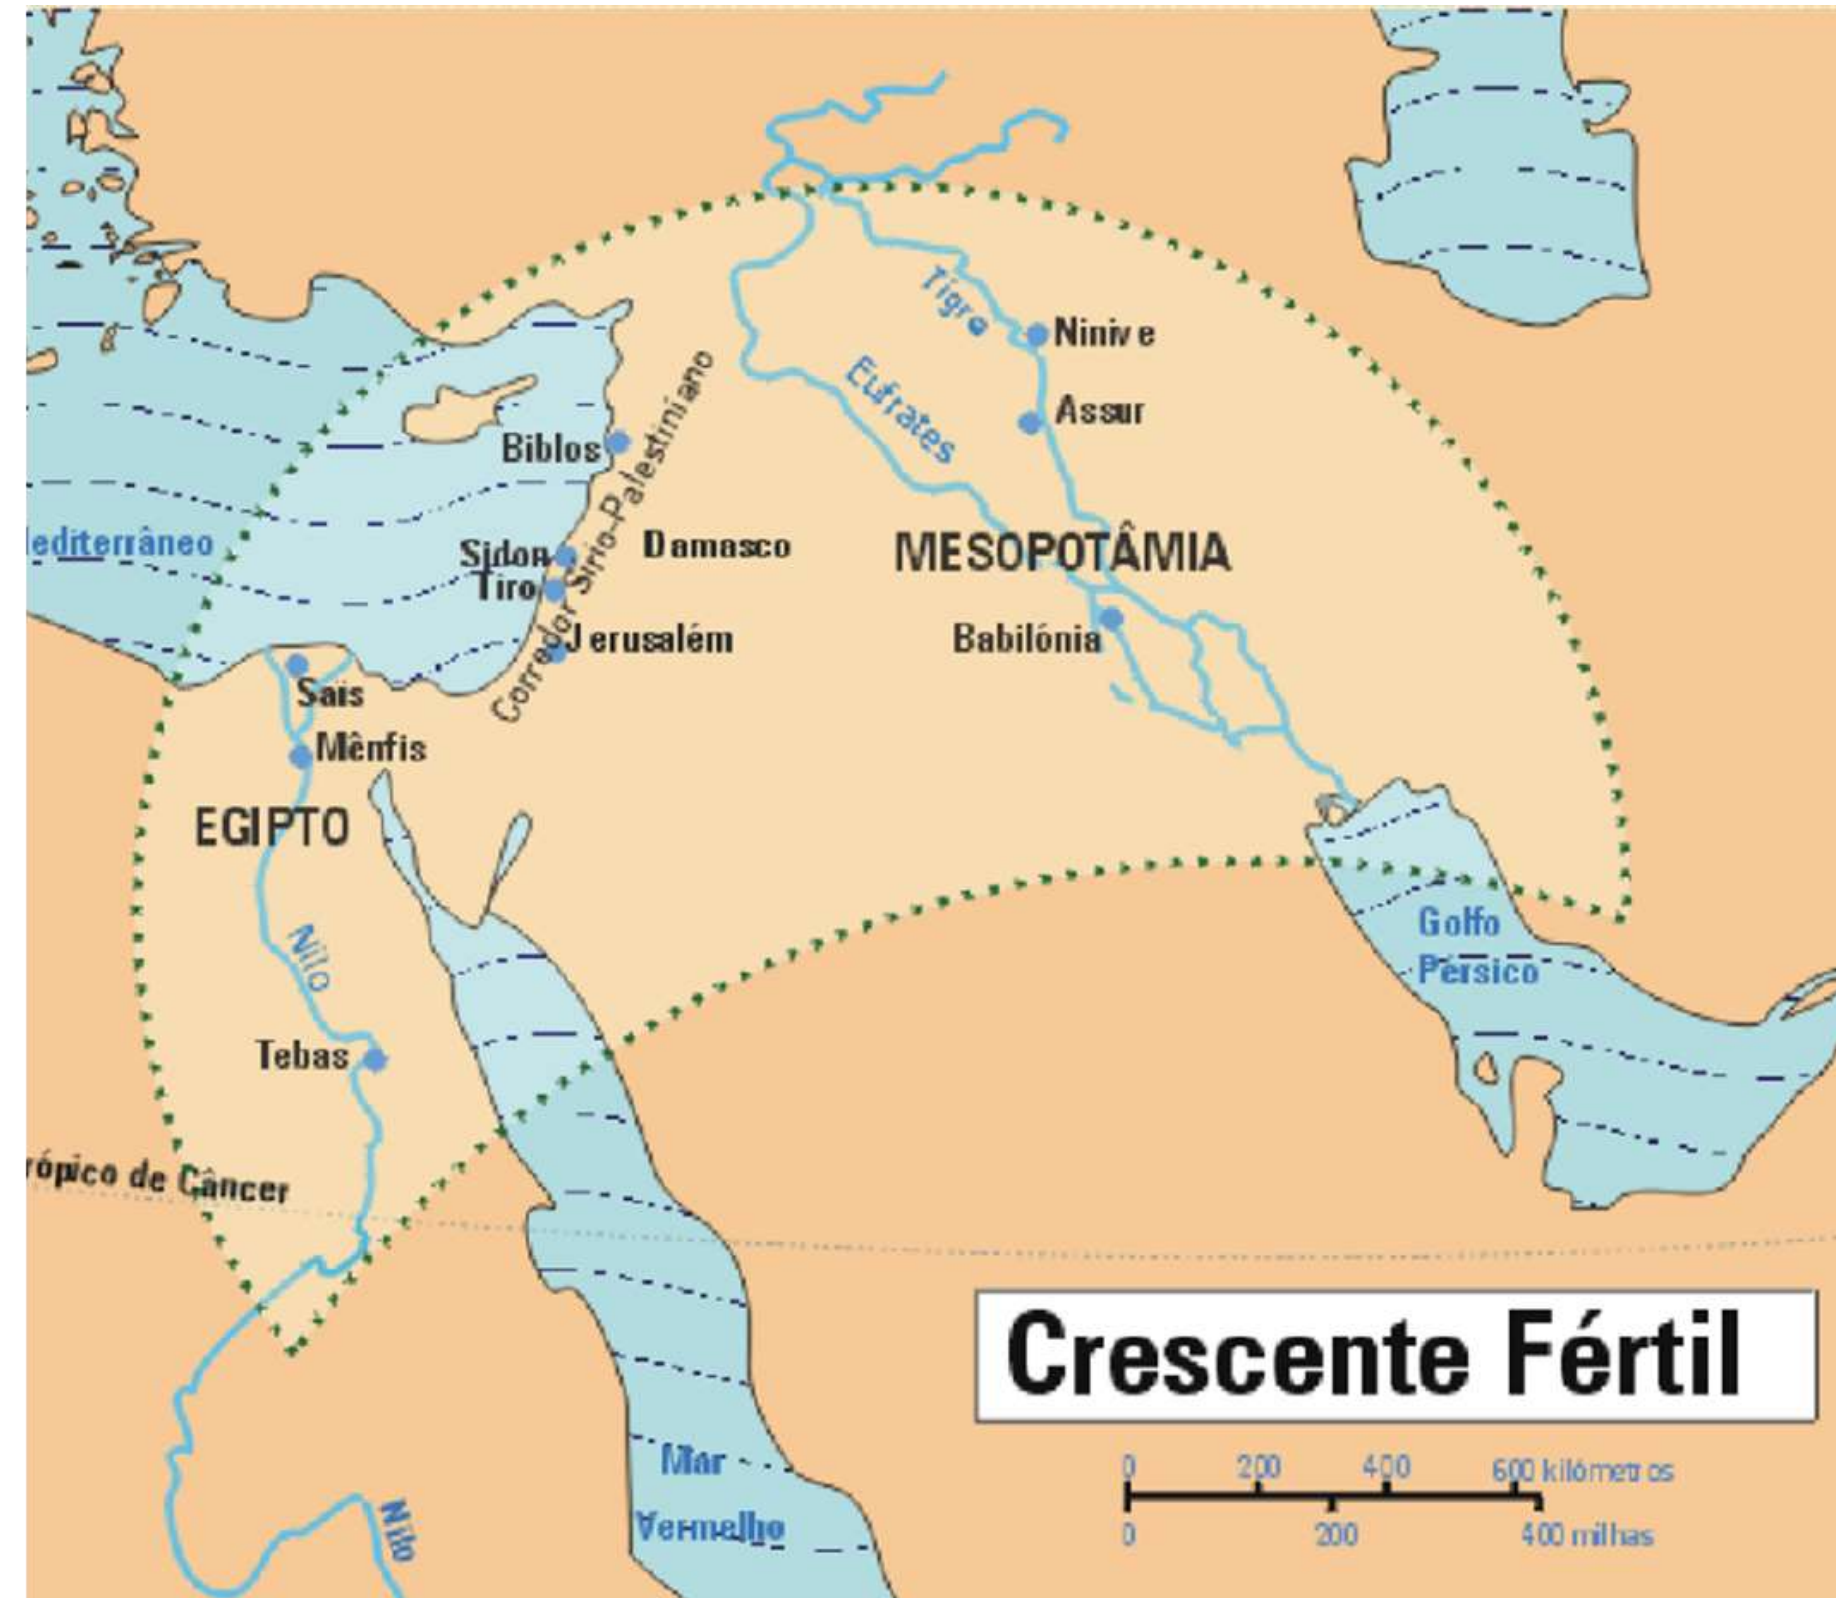 Tigre
Ninive
Eufrates
Assur
Biblos
Corredor Sírio-Palestiniano
editerrâneo
Sidon
Damasco
MESOPOTÂMIA
Tiro
Jerusalém
Babilónia
Saïs
Mênfis
EGIPTO
Nilo
Golfo
Pérsico
Tebas
rópico de Câncer
Crescente Fértil
Mar
Vermelho
Nilo
0 200 400 600 kilómetros
0 200 400 milhas